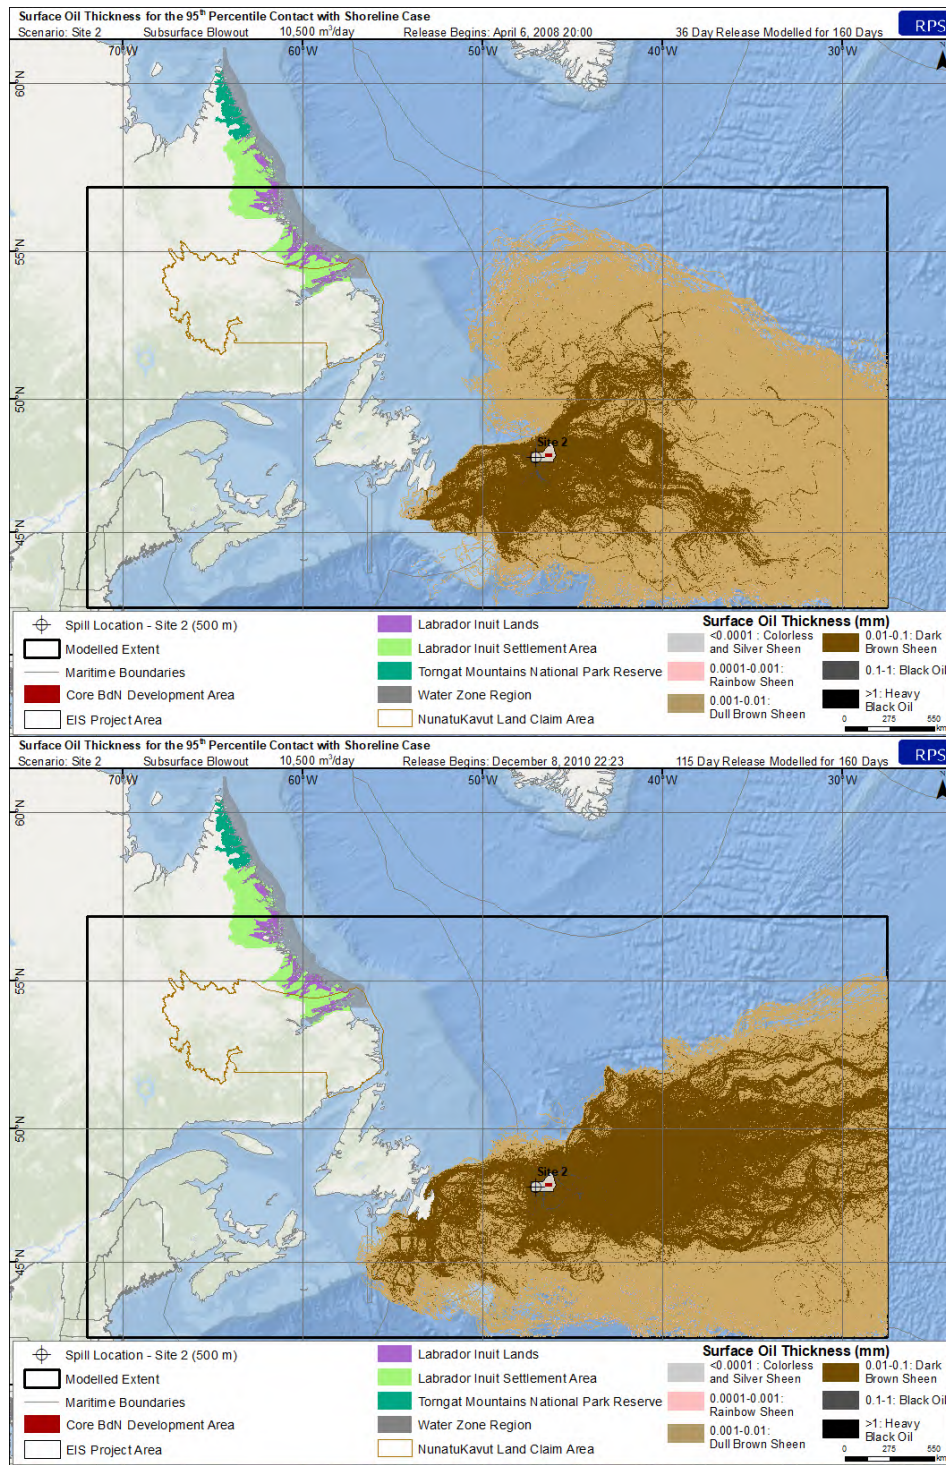 Surface Oil Thickness for the 95th Percentile Contact with Shoreline Case
Scenario: Site 2 Subsurface Blowout 10,500 m³/day Release Begins: April 6, 2008 20:00 36 Day Release Modelled for 160 Days
RPS
70°W 60°W 50°W 40°W 30°W
60°N
55°N
50°N
45°N
Site 2
Spill Location - Site 2 (500 m)
Modelled Extent
Maritime Boundaries
Core BdN Development Area
EIS Project Area
Labrador Inuit Lands
Labrador Inuit Settlement Area
Torngat Mountains National Park Reserve
Water Zone Region
NunatuKavut Land Claim Area
Surface Oil Thickness (mm)
<0.0001 : Colorless
and Silver Sheen
0.0001-0.001:
Rainbow Sheen
0.001-0.01:
Dull Brown Sheen
0.01-0.1: Dark
Brown Sheen
0.1-1: Black Oil
>1: Heavy
Black Oil
0 275 550
km
Surface Oil Thickness for the 95th Percentile Contact with Shoreline Case
Scenario: Site 2 Subsurface Blowout 10,500 m³/day Release Begins: December 8, 2010 22:23 115 Day Release Modelled for 160 Days
RPS
70°W 60°W 50°W 40°W 30°W
60°N
55°N
50°N
45°N
Site 2
Spill Location - Site 2 (500 m)
Modelled Extent
Maritime Boundaries
Core BdN Development Area
EIS Project Area
Labrador Inuit Lands
Labrador Inuit Settlement Area
Torngat Mountains National Park Reserve
Water Zone Region
NunatuKavut Land Claim Area
Surface Oil Thickness (mm)
<0.0001 : Colorless
and Silver Sheen
0.0001-0.001:
Rainbow Sheen
0.001-0.01:
Dull Brown Sheen
0.01-0.1: Dark
Brown Sheen
0.1-1: Black Oil
>1: Heavy
Black Oil
0 275 550
km